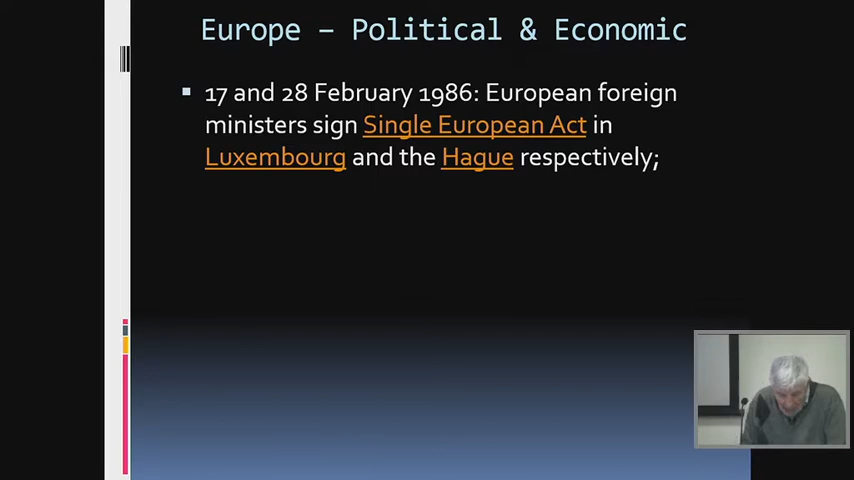 Europe – Political & Economic
17 and 28 February 1986: European foreign
ministers sign Single European Act in
Luxembourg and the Hague respectively;